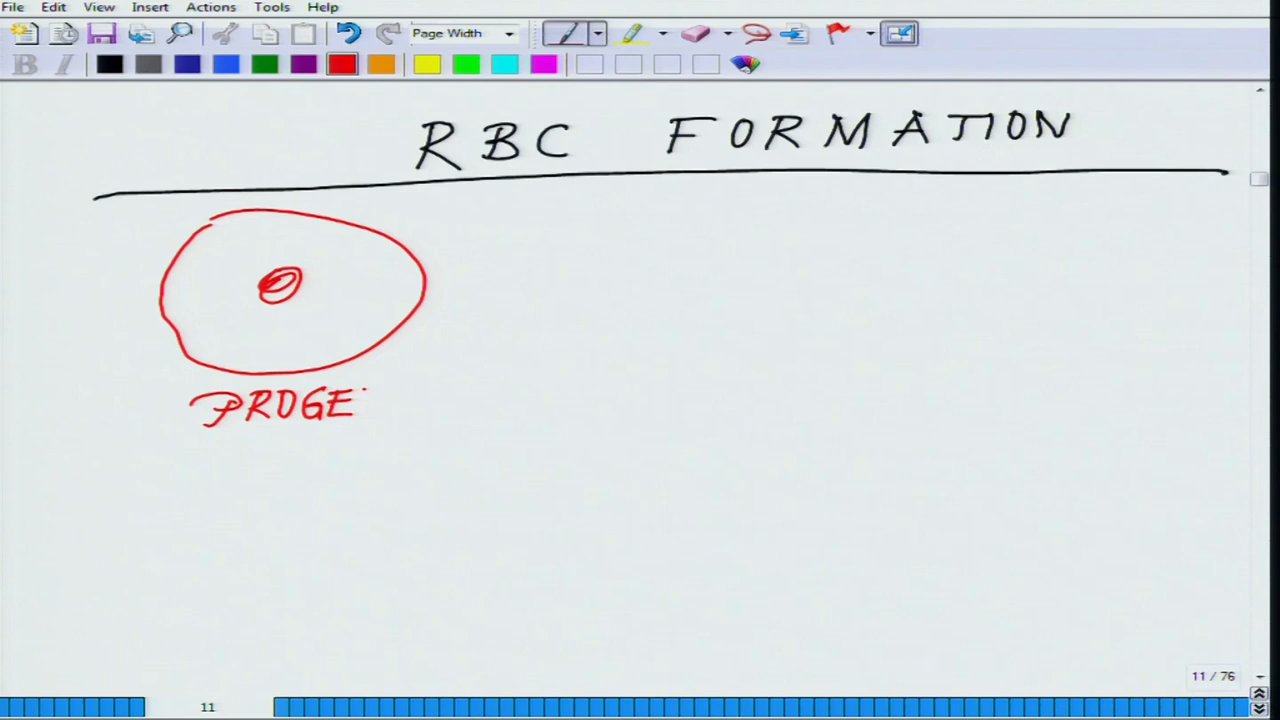 File Edit View Insert Actions Tools Help
Page Width
B I
RBC FORMATION
PROGE
11 / 76
11